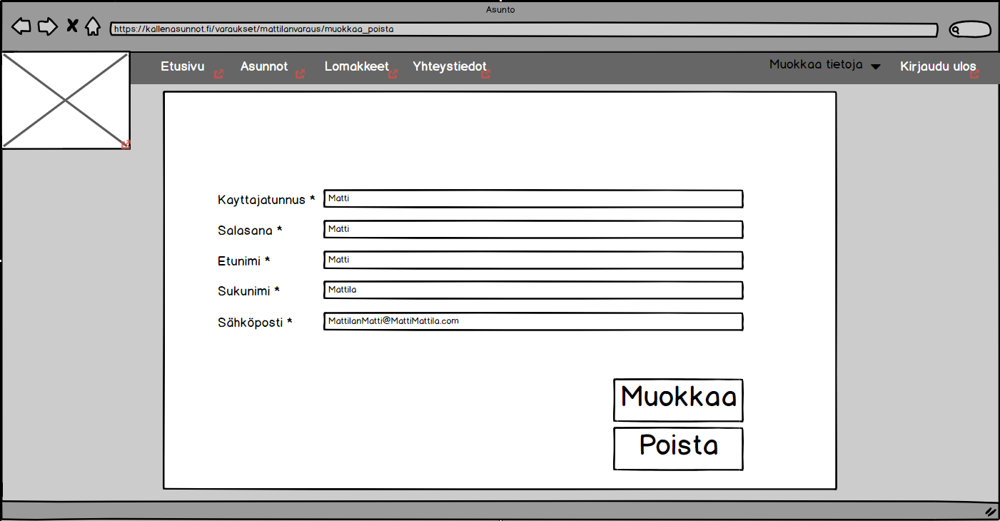 Asunto
https://kallenasunnot.fi/varaukset/mattilanvaraus/muokkaa_poista
Etusivu Asunnot Lomakkeet Yhteystiedot Muokkaa tietoja Kirjaudu ulos
Kayttajatunnus * Matti
Salasana * Matti
Etunimi * Matti
Sukunimi * Mattila
Sähköposti * MattilanMatti@MattiMattila.com
Muokkaa
Poista